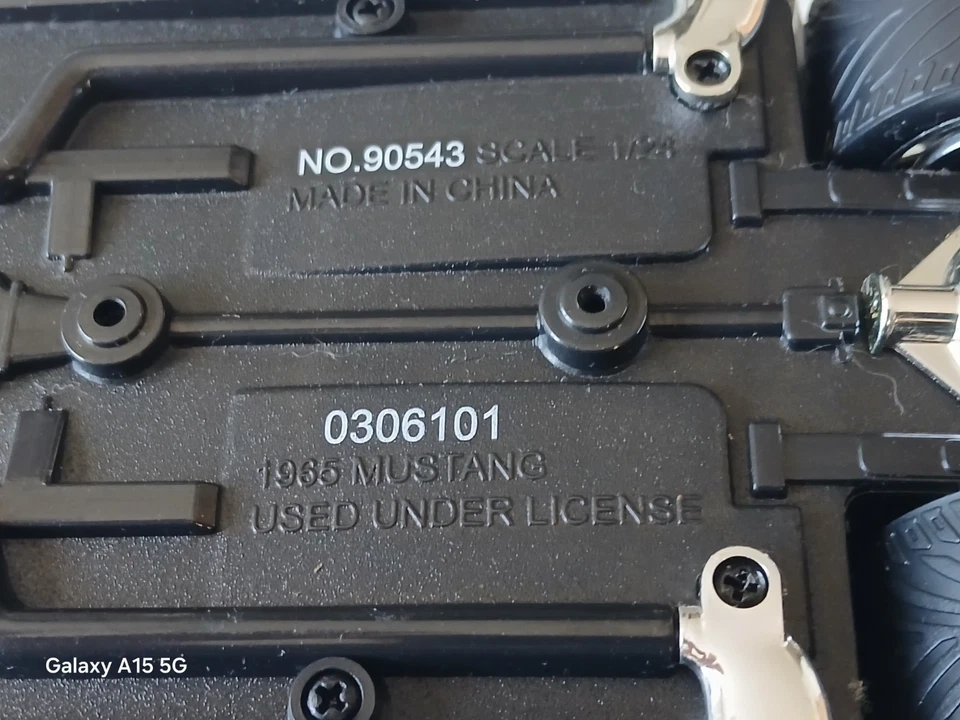 NO.90543 SCALE 1/24
MADE IN CHINA
0306101
1965 MUSTANG
USED UNDER LICENSE
Galaxy A15 5G